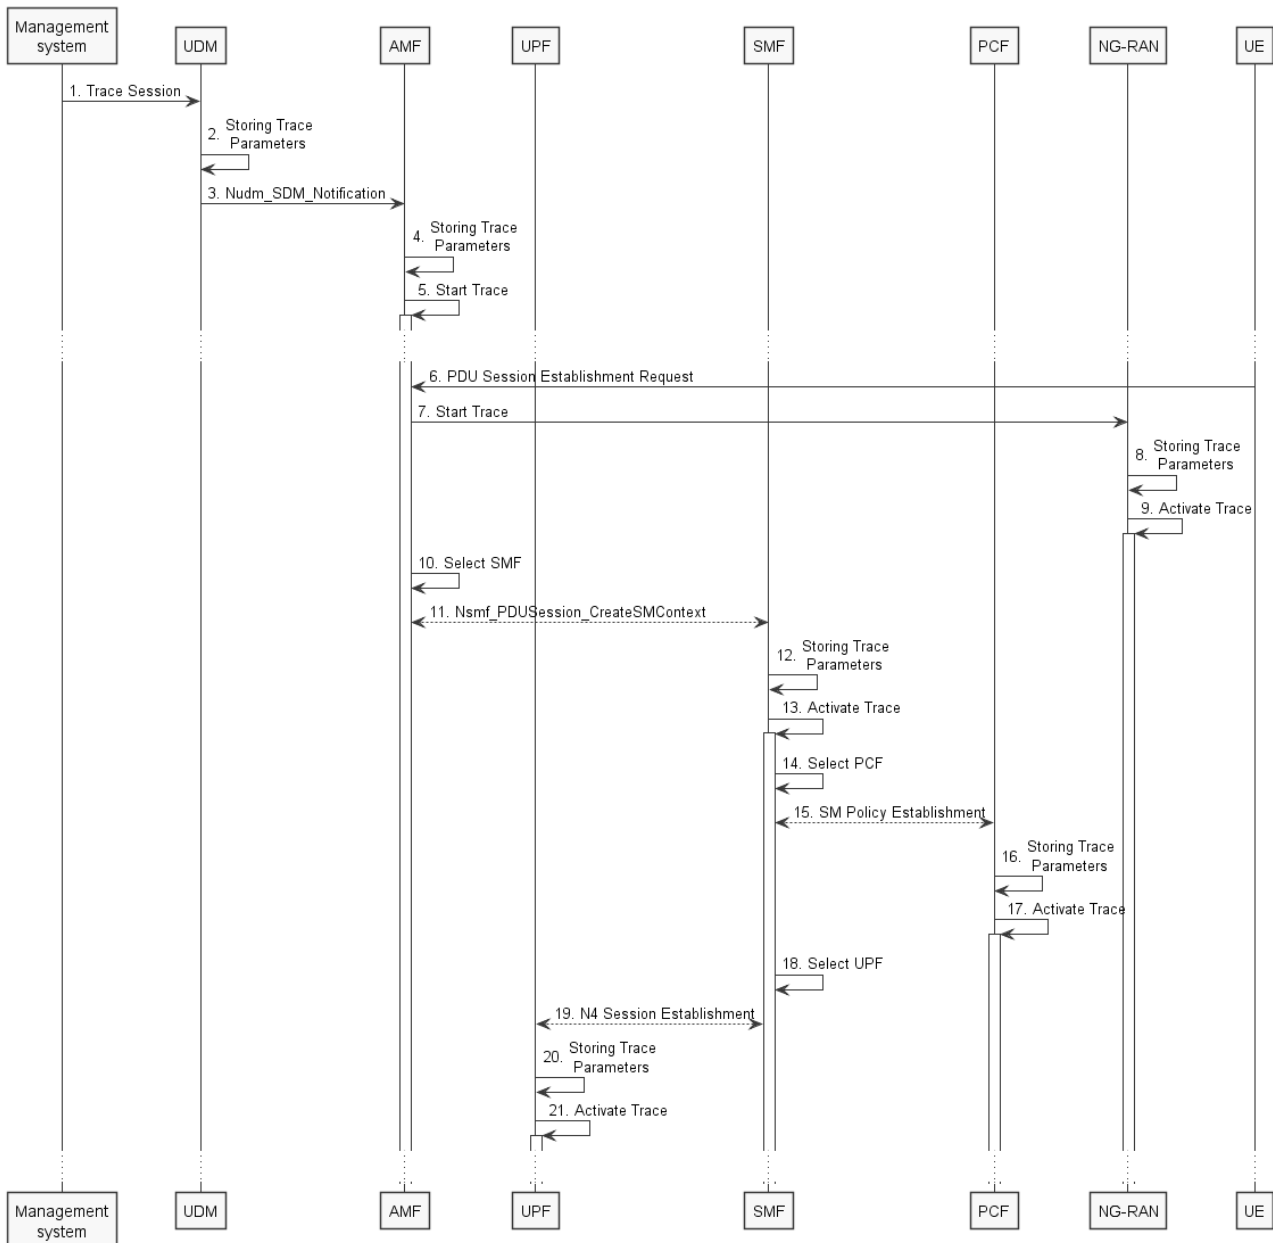 Management
system
UDM
AMF
UPF
SMF
PCF
NG-RAN
UE
1. Trace Session
2. Storing Trace
Parameters
3. Nudm_SDM_Notification
4. Storing Trace
Parameters
5. Start Trace
6. PDU Session Establishment Request
7. Start Trace
8. Storing Trace
Parameters
9. Activate Trace
10. Select SMF
11. Nsmf_PDUSession_CreateSMContext
12. Storing Trace
Parameters
13. Activate Trace
14. Select PCF
15. SM Policy Establishment
16. Storing Trace
Parameters
17. Activate Trace
18. Select UPF
19. N4 Session Establishment
20. Storing Trace
Parameters
21. Activate Trace
Management
system
UDM
AMF
UPF
SMF
PCF
NG-RAN
UE